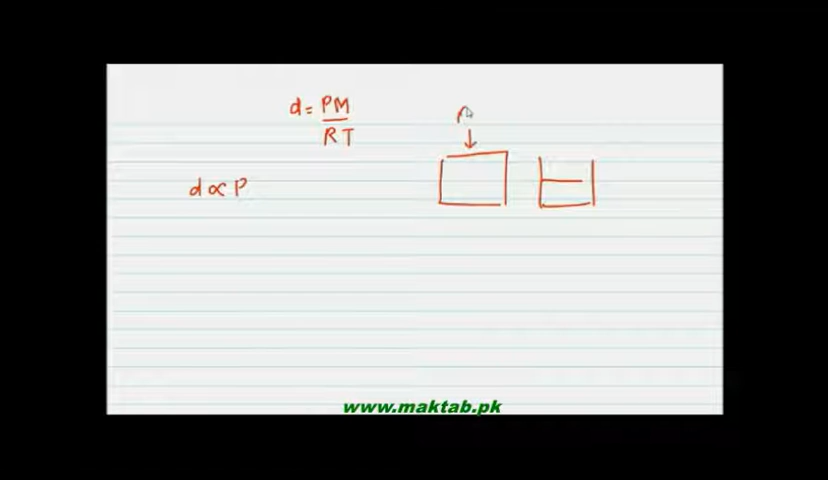 d = PM
RT
d ∝ P
www.maktab.pk